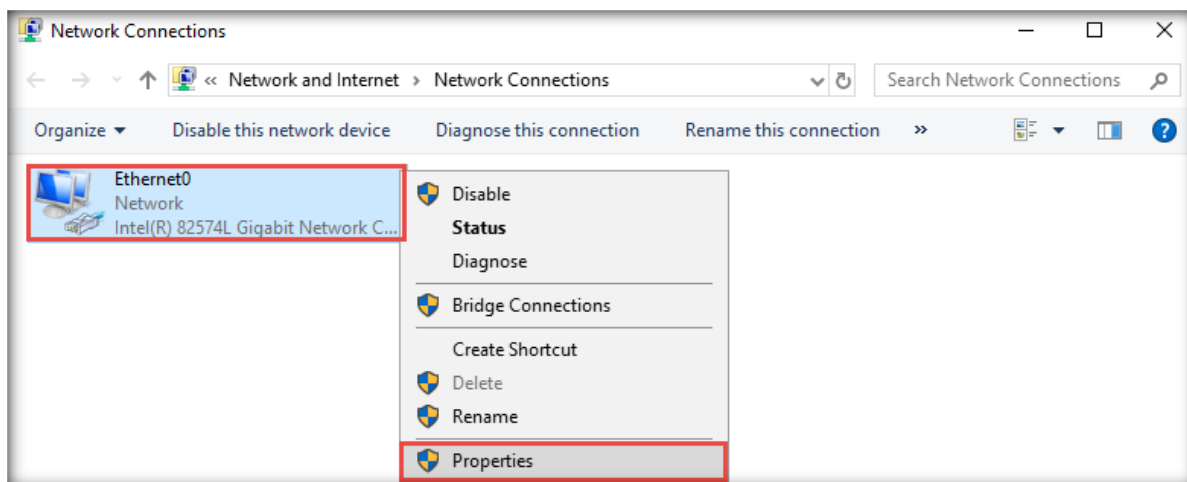 Network Connections
« Network and Internet > Network Connections Search Network Connections
Organize Disable this network device Diagnose this connection Rename this connection » ?
Ethernet0
Network
Intel(R) 82574L Gigabit Network C...
Disable
Status
Diagnose
Bridge Connections
Create Shortcut
Delete
Rename
Properties